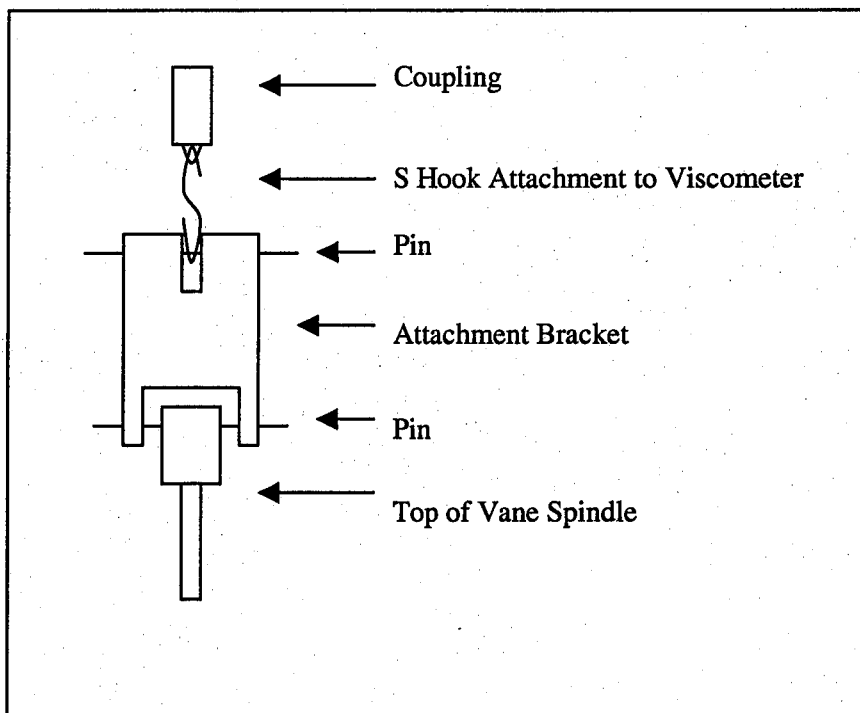 Coupling
S Hook Attachment to Viscometer
Pin
Attachment Bracket
Pin
Top of Vane Spindle